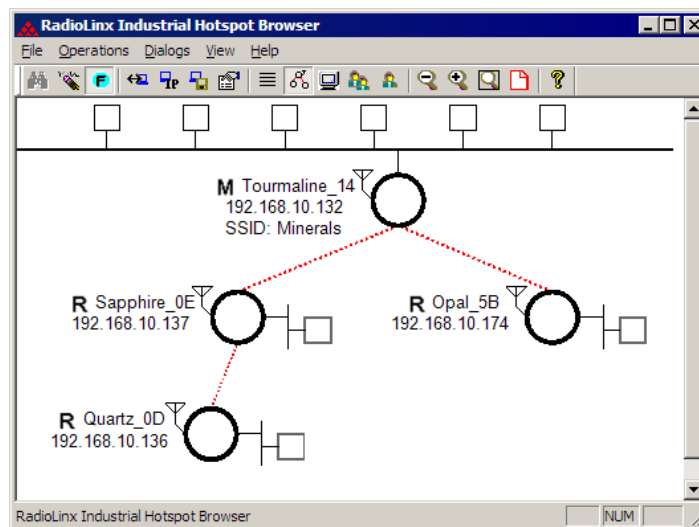 RadioLinx Industrial Hotspot Browser
File Operations Dialogs View Help
F IP ?
M Tourmaline_14
192.168.10.132
SSID: Minerals
R Sapphire_0E
192.168.10.137
R Opal_5B
192.168.10.174
R Quartz_0D
192.168.10.136
RadioLinx Industrial Hotspot Browser NUM